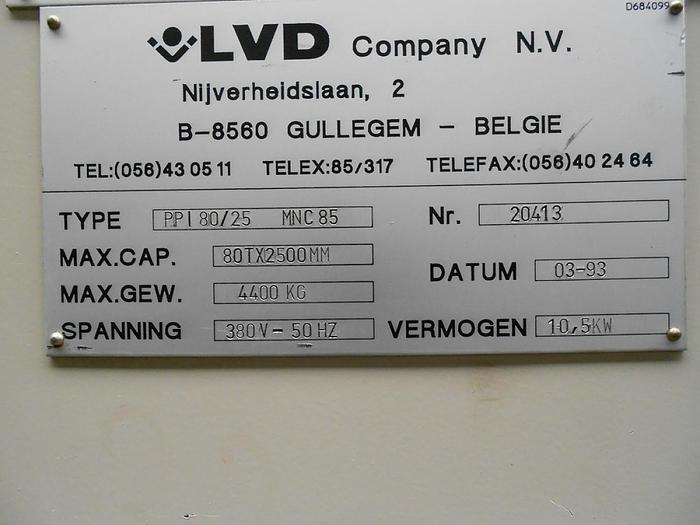 D684099
LVD Company N.V.
Nijverheidslaan, 2
B-8560 GULLEGEM - BELGIE
TEL:(056)43 05 11 TELEX:85/317 TELEFAX:(056)40 24 64
TYPE PPI 80/25 MNC 85 Nr. 20413
MAX.CAP. 80TX2500MM
DATUM 03-93
MAX.GEW. 4400 KG
SPANNING 380V-50HZ VERMOGEN 10,5KW